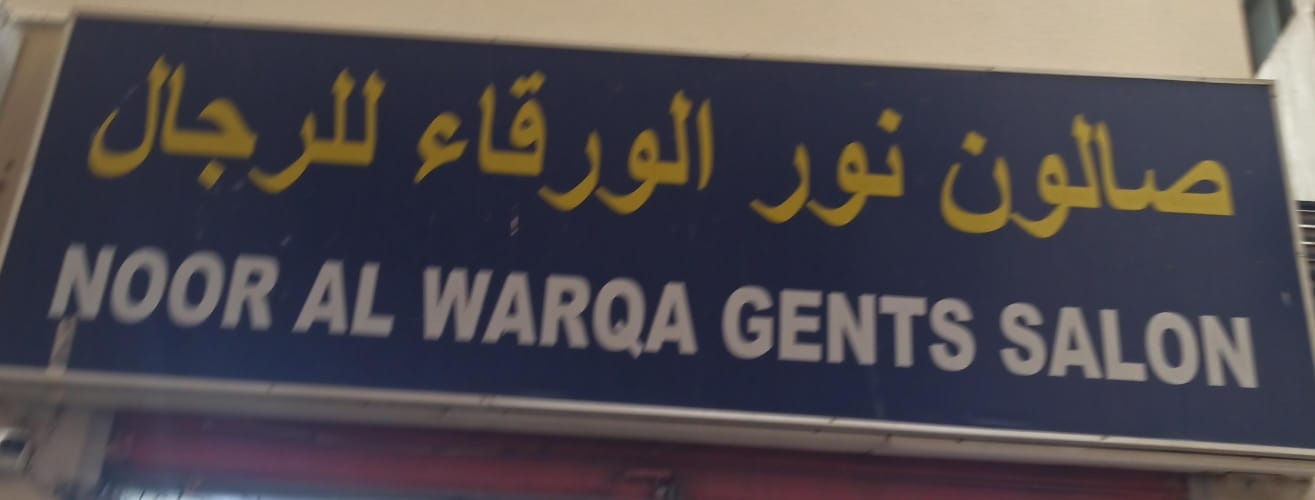 صالون نور الورقاء للرجال
NOOR AL WARQA GENTS SALON